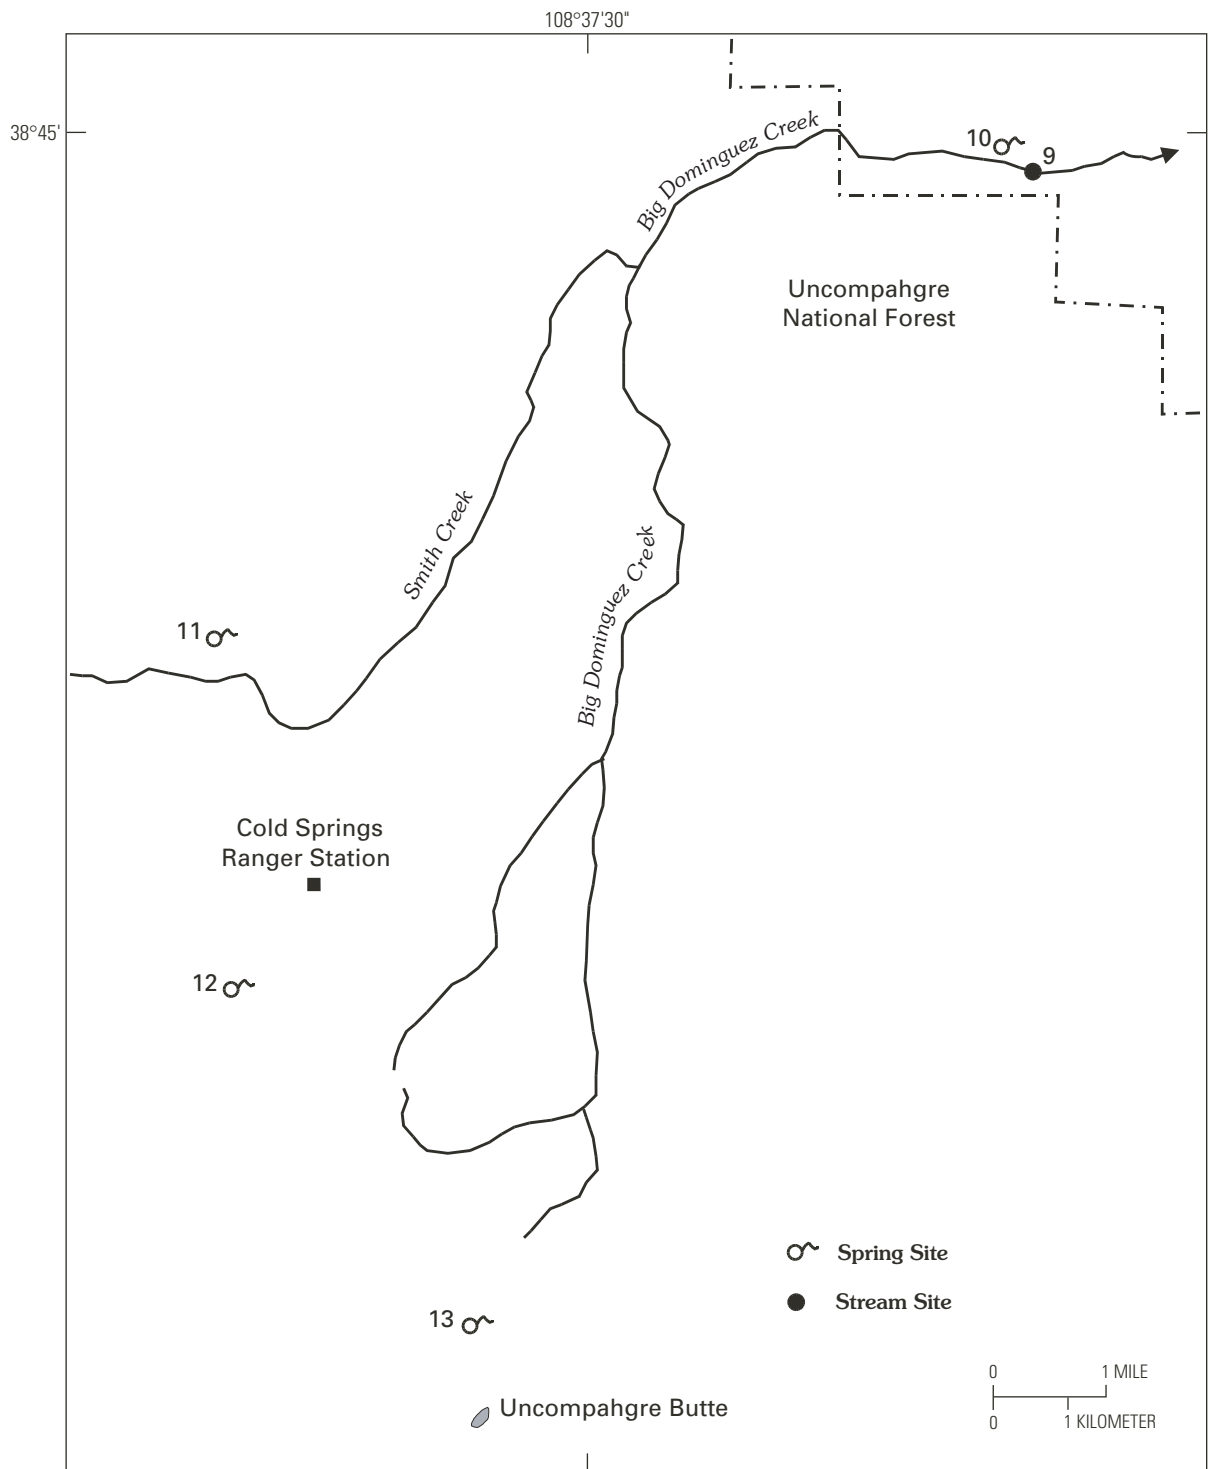 108°37'30"
38°45'
Big Dominguez Creek
10
9
Uncompahgre
National Forest
Smith Creek
Big Dominguez Creek
11
Cold Springs
Ranger Station
12
Spring Site
Stream Site
13
0 1 MILE
0 1 KILOMETER
Uncompahgre Butte